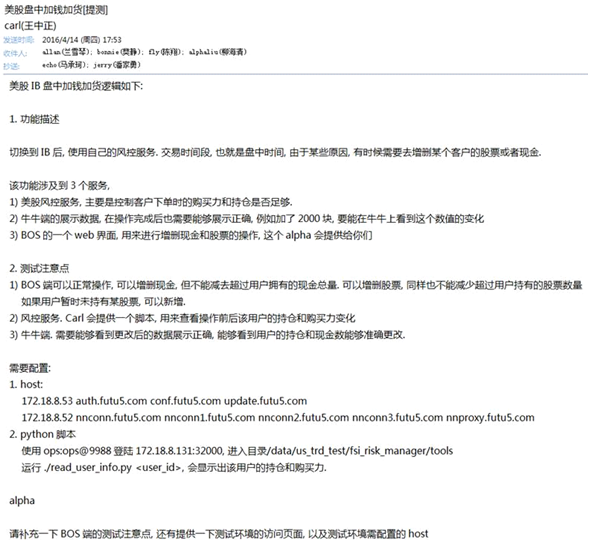 美股盘中加钱加货[提测]
carl(王中正)
发送时间: 2016/4/14 (周四) 17:53
收件人: allan(兰雪琴); bonnie(樊静); fly(陈翔); alphaliu(柳海清)
抄送: echo(马承珂); jerry(潘家勇)
美股 IB 盘中加钱加货逻辑如下:
1. 功能描述
切换到 IB 后, 使用自己的风控服务. 交易时间段, 也就是盘中时间, 由于某些原因, 有时候需要去增删某个客户的股票或者现金.
该功能涉及到 3 个服务,
1) 美股风控服务, 主要是控制客户下单时的购买力和持仓是否足够.
2) 牛牛端的展示数据, 在操作完成后也需要能够展示正确, 例如加了 2000 块, 要能在牛牛上看到这个数值的变化
3) BOS 的一个 web 界面, 用来进行增删现金和股票的操作, 这个 alpha 会提供给你们
2. 测试注意点
1) BOS 端可以正常操作, 可以增删现金, 但不能减去超过用户拥有的现金总量. 可以增删股票, 同样也不能减少超过用户持有的股票数量
如果用户暂时未持有某股票, 可以新增.
2) 风控服务. Carl 会提供一个脚本, 用来查看操作前后该用户的持仓和购买力变化
3) 牛牛端. 需要能够看到更改后的数据展示正确, 能够看到用户的持仓和现金数能够准确更改.
需要配置:
1. host:
172.18.8.53 auth.futu5.com conf.futu5.com update.futu5.com
172.18.8.52 nnconn.futu5.com nnconn1.futu5.com nnconn2.futu5.com nnconn3.futu5.com nnproxy.futu5.com
2. python 脚本
使用 ops:ops@9988 登陆 172.18.8.131:32000, 进入目录/data/us_trd_test/fsi_risk_manager/tools
运行 ./read_user_info.py <user_id>, 会显示出该用户的持仓和购买力.
alpha
请补充一下 BOS 端的测试注意点, 还有提供一下测试环境的访问页面, 以及测试环境需配置的 host